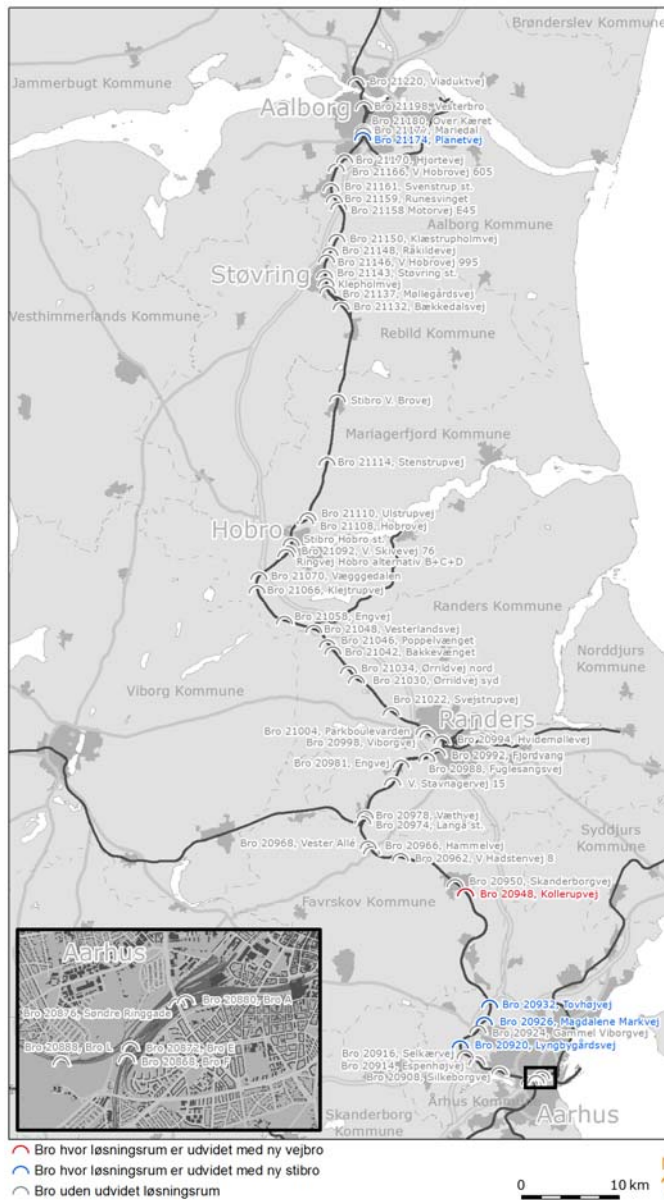 Brønderslev Kommune
Jammerbugt Kommune
Bro 21220, Viaduktvej
Aalborg
Bro 21198, Vesterbro
Bro 21180, Over Kæret
Bro 21177, Mariedal
Bro 21174, Planetvej
Bro 21170, Hjortevej
Bro 21166, V Hobrovej 605
Bro 21161, Svenstrup st.
Bro 21159, Runesvinget
Bro 21158 Motorvej E45
Aalborg Kommune
Bro 21150, Klæstrupholmvej
Bro 21148, Råkildevej
Bro 21146, V Hobrovej 995
Støvring
Bro 21143, Støvring st.
Klepholmvej
Bro 21137, Møllegårdsvej
Bro 21132, Bækkedalsvej
Vesthimmerlands Kommune
Rebild Kommune
Stibro V. Brovej
Mariagerfjord Kommune
Bro 21114, Stenstrupvej
Bro 21110, Ulstrupvej
Bro 21108, Hobrovej
Hobro
Stibro Hobro st.
Bro 21092, V. Skivevej 76
Ringvej Hobro alternativ B+C+D
Bro 21070, Vægggedalen
Bro 21066, Klejtrupvej
Randers Kommune
Bro 21058, Engvej
Bro 21048, Vesterlandsvej
Bro 21046, Poppelvænget
Bro 21042, Bakkevænget
Norddjurs
Kommune
Bro 21034, Ørnildvej nord
Bro 21030, Ørnildvej syd
Viborg Kommune
Bro 21022, Svejstrupvej
Randers
Bro 21004, Parkboulevarden
Bro 20994, Hvidemøllevej
Bro 20998, Viborgvej
Bro 20992, Fjordvang
Bro 20981, Engvej
Bro 20988, Fuglesangsvej
V. Stavnagervej 15
Bro 20978, Væthvej
Bro 20974, Langå st.
Syddjurs
Kommune
Bro 20968, Vester Allé
Bro 20966, Hammelvej
Bro 20962, V Hadstenvej 8
Bro 20950, Skanderborgvej
Bro 20948, Kollerupvej
Favrskov Kommune
Aarhus
Bro 20880, Bro A
Bro 20876, Søndre Ringgade
Bro 20872, Bro E
Bro 20888, Bro L
Bro 20868, Bro F
Bro 20932, Tovhøjvej
Bro 20926, Magdalene Markvej
Bro 20924, Gammel Viborgvej
Bro 20920, Lyngbygårdsvej
Bro 20916, Selkærvej
Bro 20914, Espenhøjvej
Bro 20908, Silkeborgvej
Århus Kommune
Aarhus
Skanderborg
Kommune
Bro hvor løsningsrum er udvidet med ny vejbro
Bro hvor løsningsrum er udvidet med ny stibro
Bro uden udvidet løsningsrum
0 10 km